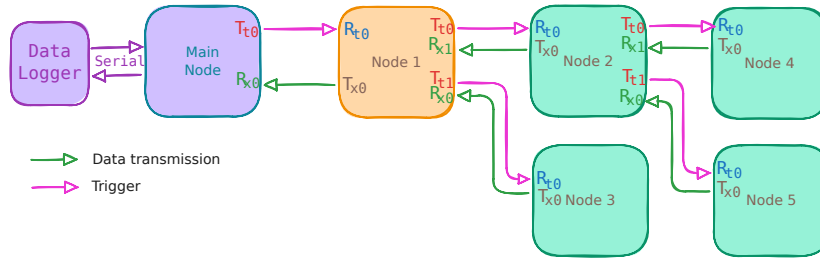 Data
Logger
Serial
Main
Node
Tt0
Rx0
Rt0
Tx0
Node 1
Tt0
Rx1
Tt1
Rx0
Rt0
Tx0
Node 2
Tt0
Rx1
Tt1
Rx0
Rt0
Tx0
Node 4
Rt0
Tx0
Node 3
Rt0
Tx0
Node 5
Data transmission
Trigger